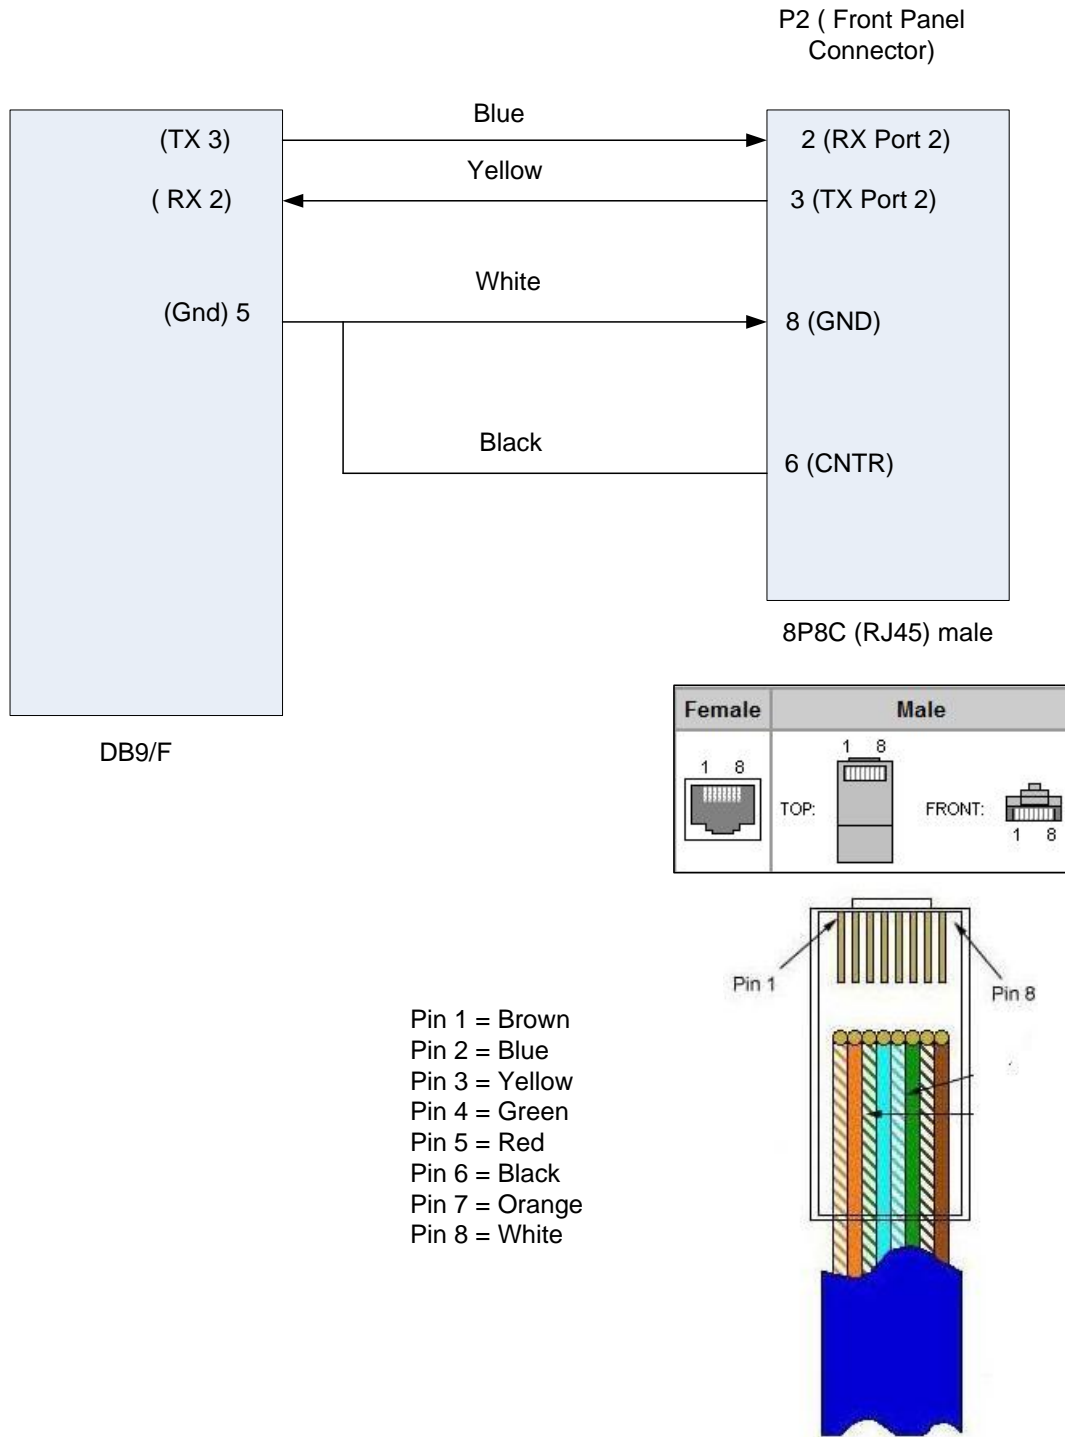 P2 ( Front Panel
Connector)
Blue
(TX 3)
2 (RX Port 2)
Yellow
( RX 2)
3 (TX Port 2)
White
(Gnd) 5
8 (GND)
Black
6 (CNTR)
8P8C (RJ45) male
DB9/F
Female
Male
1 8
1 8
TOP:
FRONT:
1 8
Pin 1
Pin 8
Pin 1 = Brown
Pin 2 = Blue
Pin 3 = Yellow
Pin 4 = Green
Pin 5 = Red
Pin 6 = Black
Pin 7 = Orange
Pin 8 = White